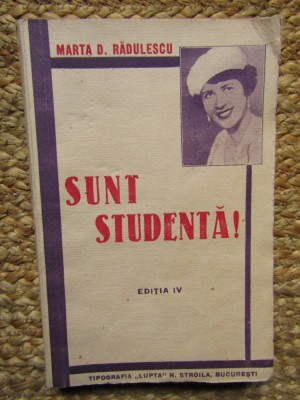 MARTA D. RĂDULESCU
SUNT
STUDENTĂ!
EDIȚIA IV
TIPOGRAFIA „LUPTA” N. STROILA, BUCUREȘTI